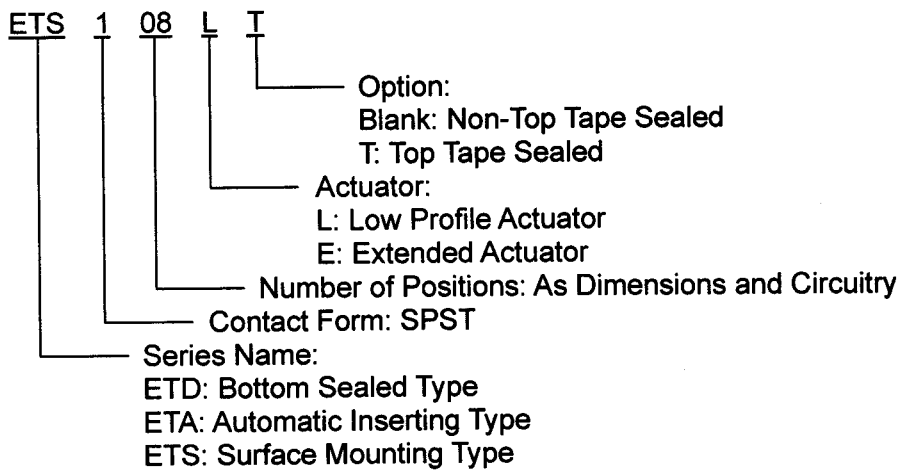 ETS 1 08 L T
Option:
Blank: Non-Top Tape Sealed
T: Top Tape Sealed
Actuator:
L: Low Profile Actuator
E: Extended Actuator
Number of Positions: As Dimensions and Circuitry
Contact Form: SPST
Series Name:
ETD: Bottom Sealed Type
ETA: Automatic Inserting Type
ETS: Surface Mounting Type